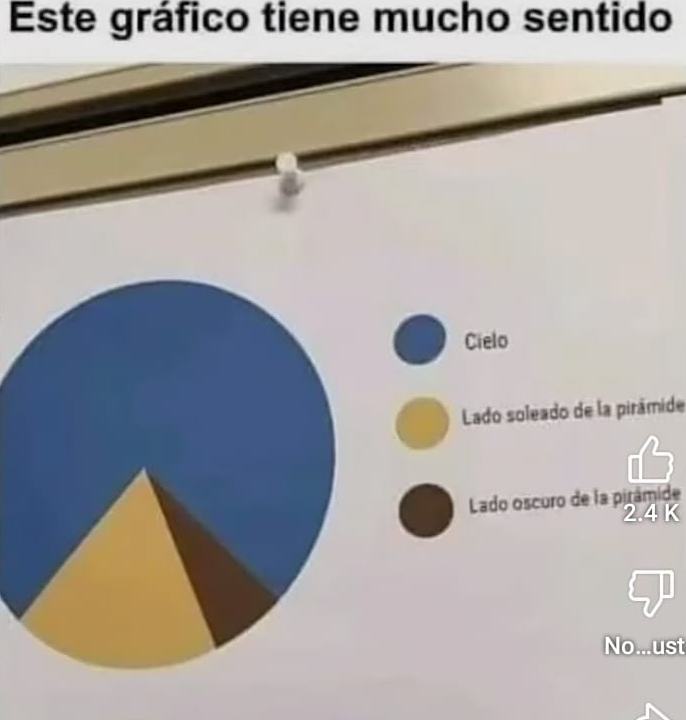 Este gráfico tiene mucho sentido
Cielo
Lado soleado de la pirámide
Lado oscuro de la pirámide
2.4 K
No...ust